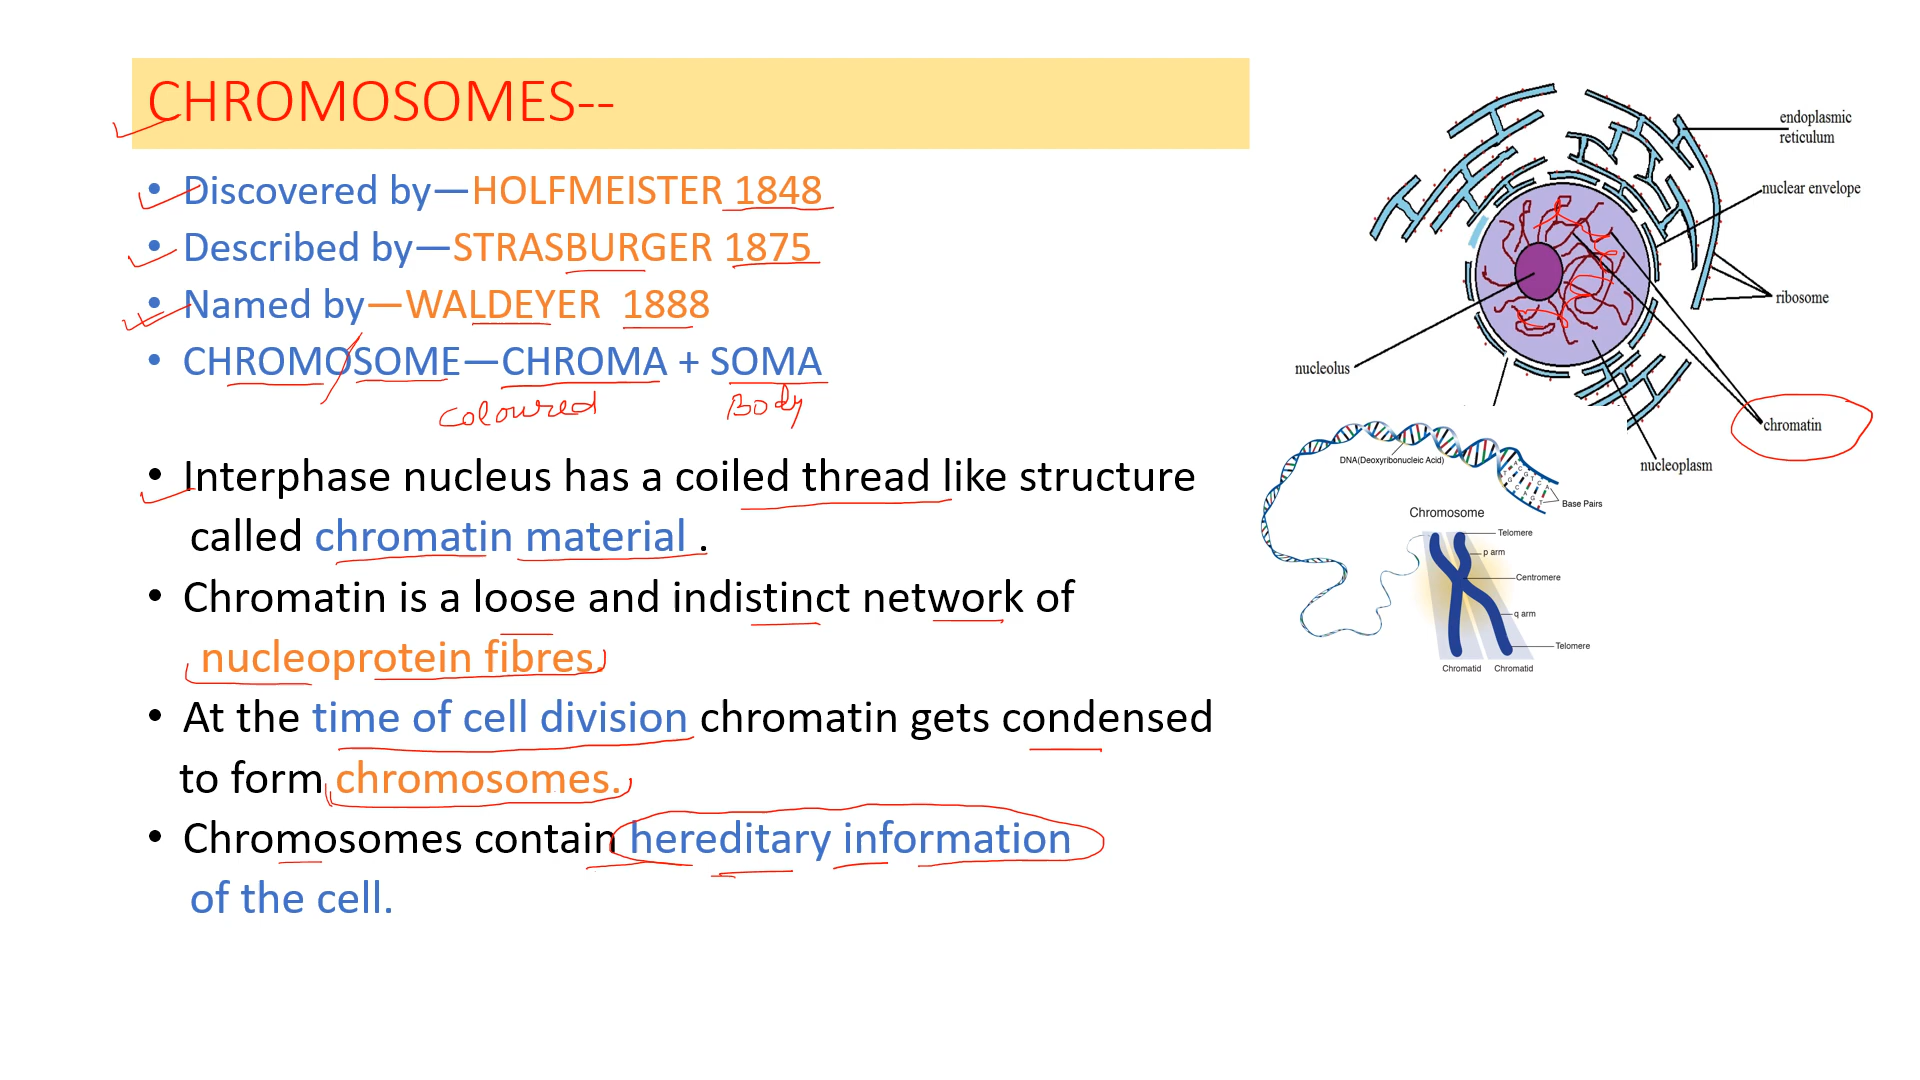 CHROMOSOMES--
• Discovered by—HOLFMEISTER 1848
• Described by—STRASBURGER 1875
• Named by—WALDEYER 1888
• CHROMOSOME—CHROMA + SOMA
coloured Body
• Interphase nucleus has a coiled thread like structure
called chromatin material .
• Chromatin is a loose and indistinct network of
nucleoprotein fibres.
• At the time of cell division chromatin gets condensed
to form chromosomes.
• Chromosomes contain hereditary information
of the cell.
endoplasmic
reticulum
nuclear envelope
ribosome
nucleolus
chromatin
nucleoplasm
DNA(Deoxyribonucleic Acid)
Base Pairs
Chromosome
Telomere
p arm
Centromere
q arm
Telomere
Chromatid Chromatid